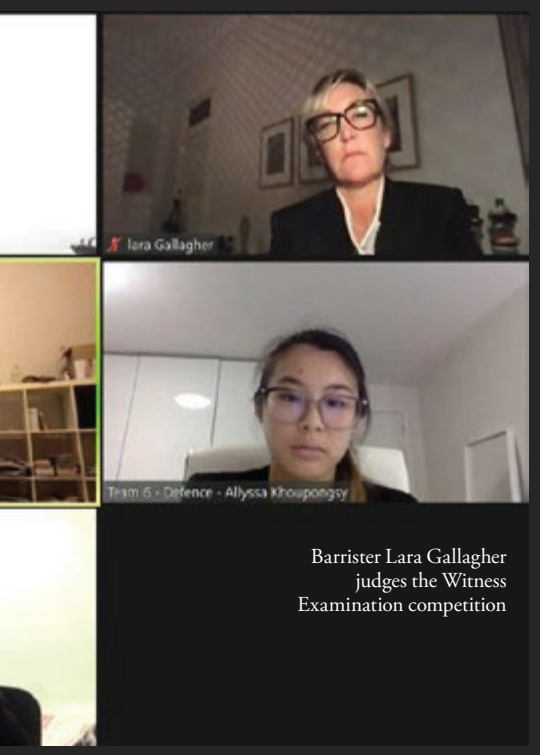 lara Gallagher
Team 6 - Defence - Allyssa Khoupongsy
Barrister Lara Gallagher
judges the Witness
Examination competition